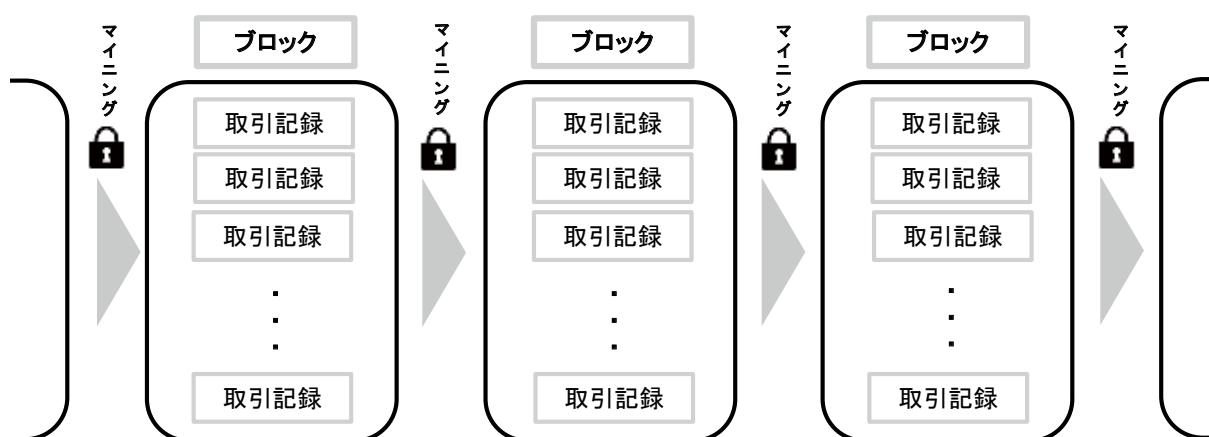 マイニング
ブロック
取引記録
取引記録
取引記録
・
・
・
取引記録
マイニング
ブロック
取引記録
取引記録
取引記録
・
・
・
取引記録
マイニング
ブロック
取引記録
取引記録
取引記録
・
・
・
取引記録
マイニング